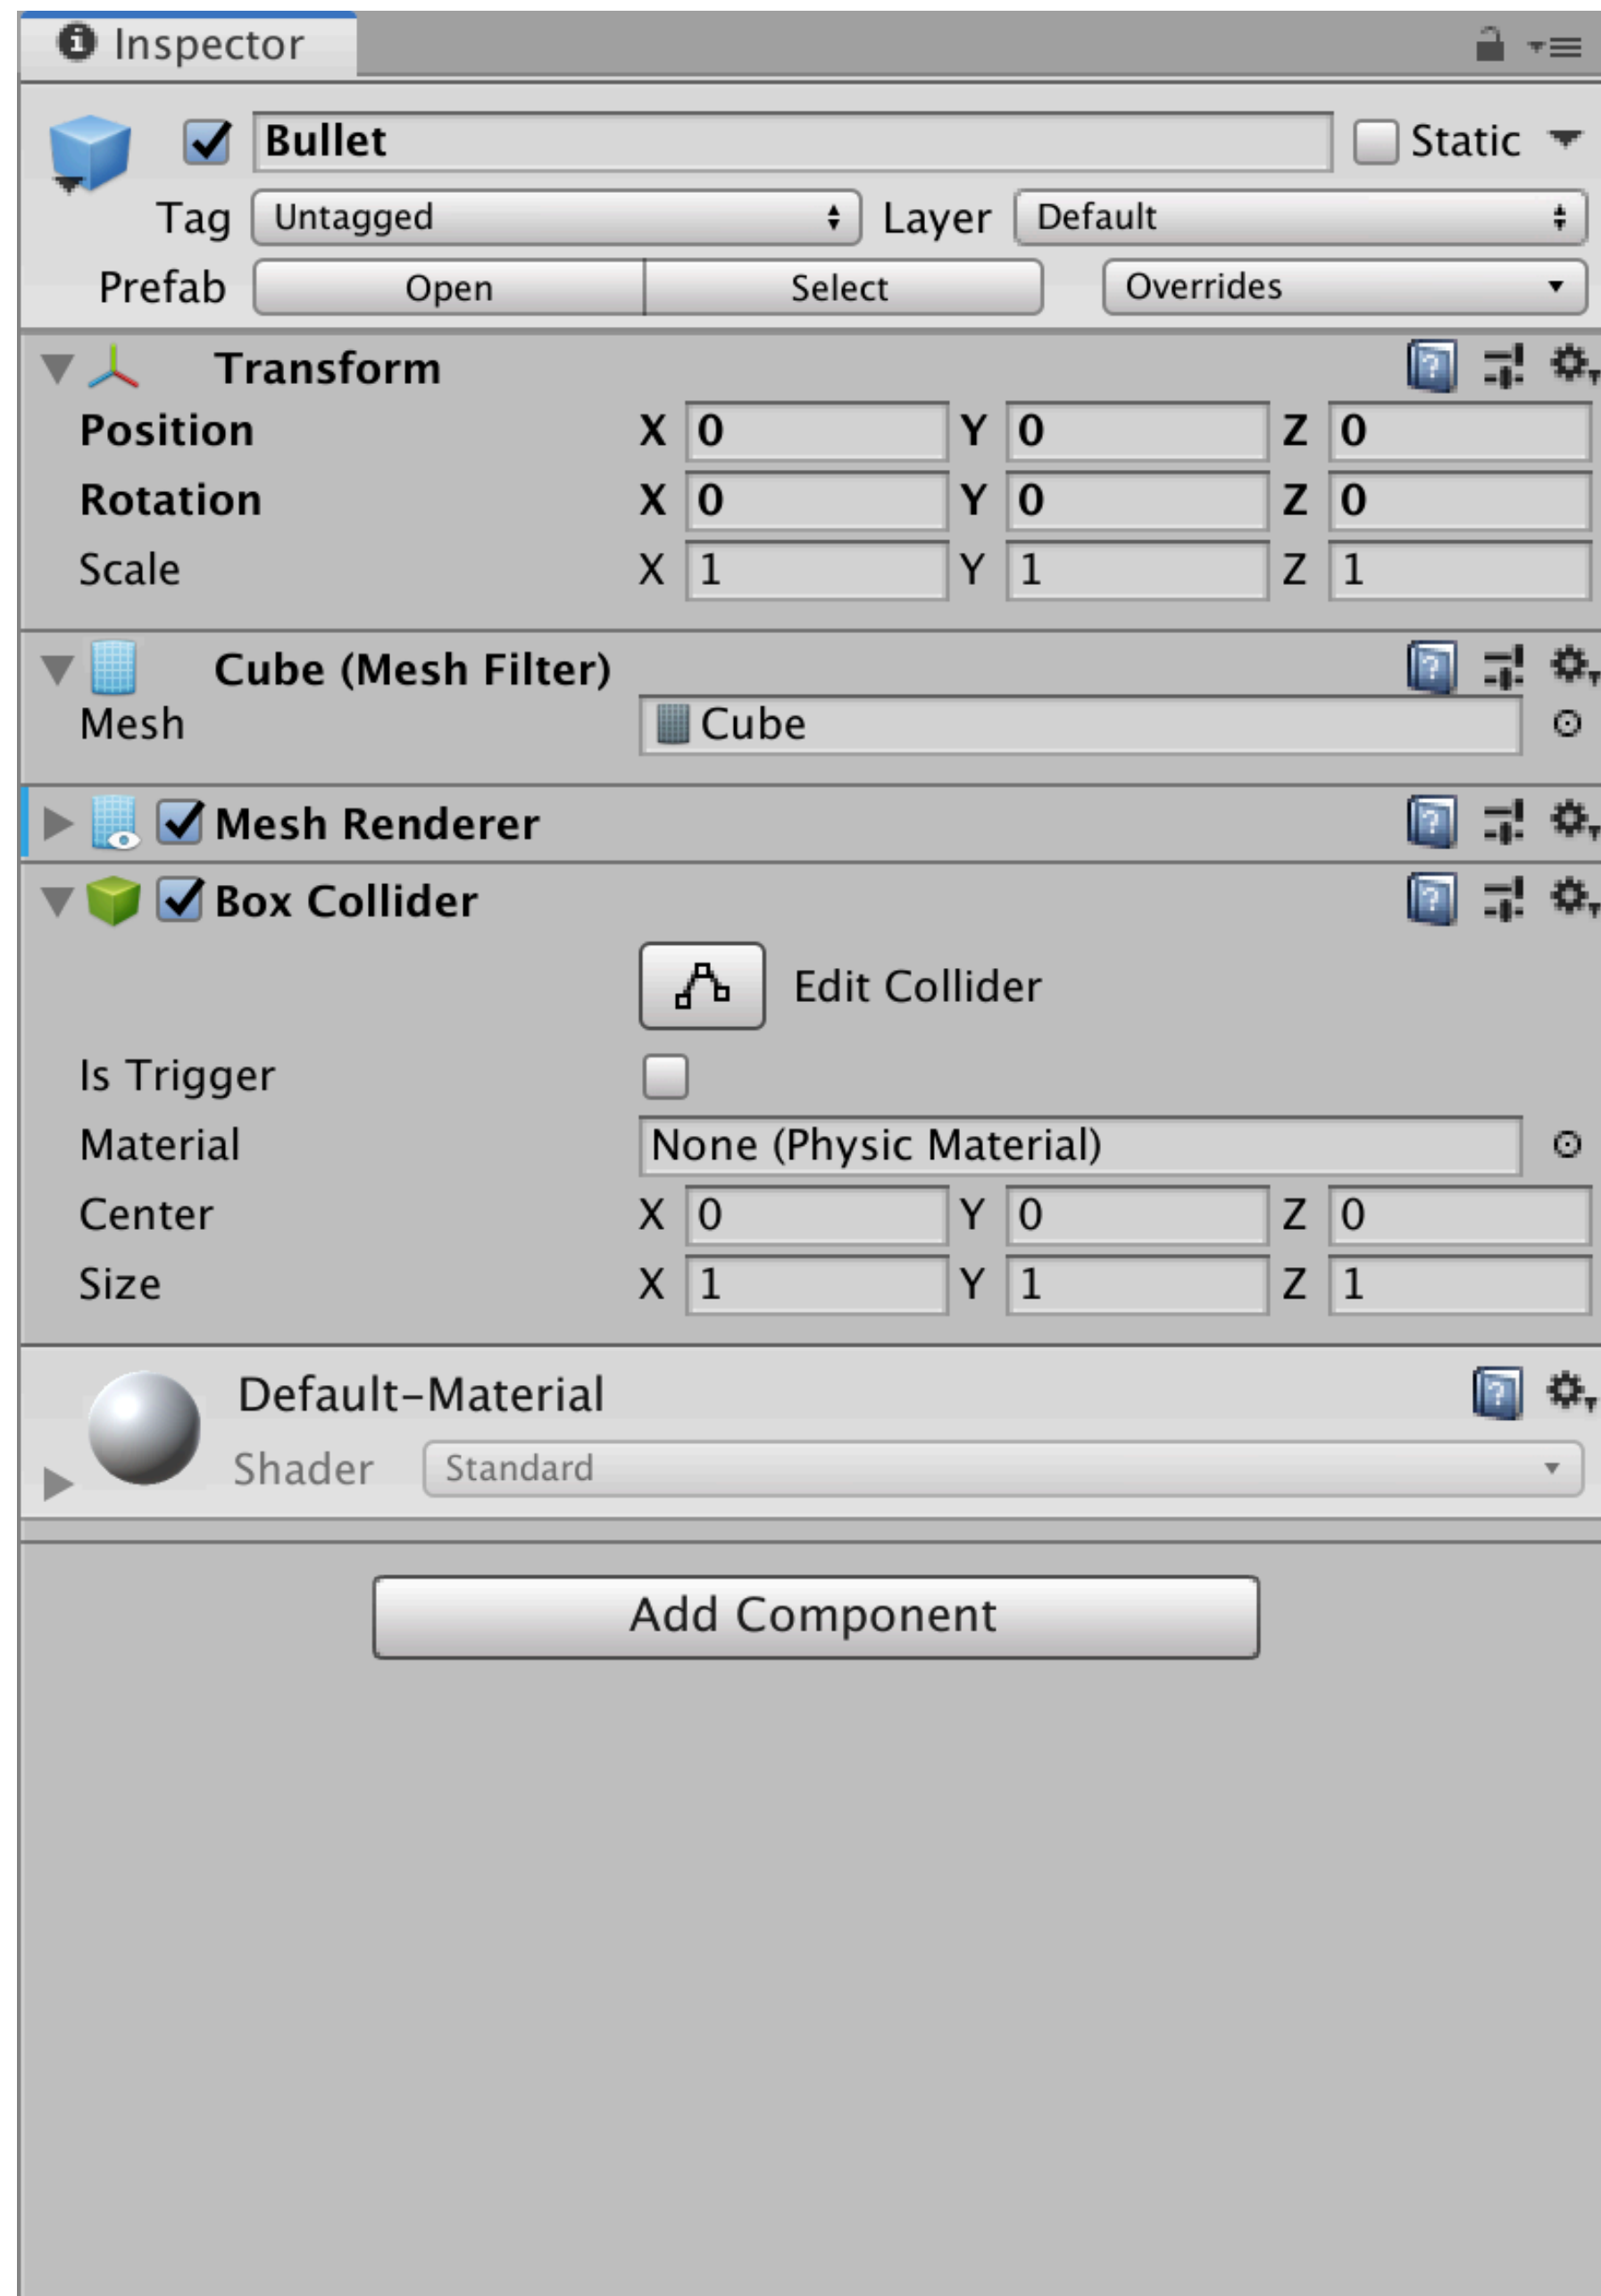 Inspector
Bullet Static
Tag Untagged Layer Default
Prefab Open Select Overrides
Transform
Position X 0 Y 0 Z 0
Rotation X 0 Y 0 Z 0
Scale X 1 Y 1 Z 1
Cube (Mesh Filter)
Mesh Cube
Mesh Renderer
Box Collider
Edit Collider
Is Trigger
Material None (Physic Material)
Center X 0 Y 0 Z 0
Size X 1 Y 1 Z 1
Default-Material
Shader Standard
Add Component